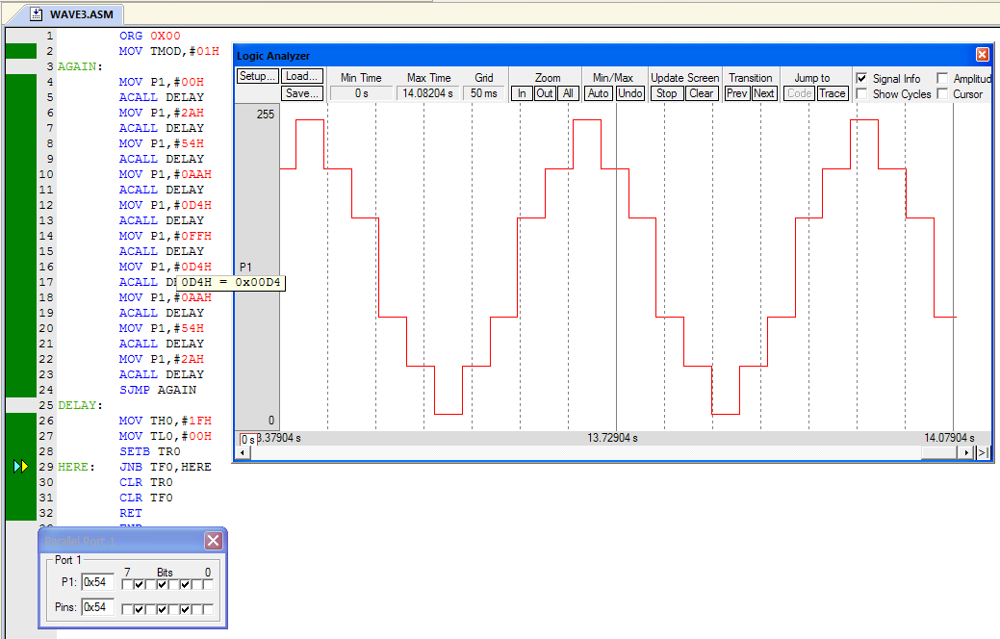 WAVE3.ASM
1 ORG 0X00
2 MOV TMOD,#01H
3 AGAIN:
4 MOV P1,#00H
5 ACALL DELAY
6 MOV P1,#2AH
7 ACALL DELAY
8 MOV P1,#54H
9 ACALL DELAY
10 MOV P1,#0AAH
11 ACALL DELAY
12 MOV P1,#0D4H
13 ACALL DELAY
14 MOV P1,#0FFH
15 ACALL DELAY
16 MOV P1,#0D4H
17 ACALL DE
0D4H = 0x00D4
18 MOV P1,#0AAH
19 ACALL DELAY
20 MOV P1,#54H
21 ACALL DELAY
22 MOV P1,#2AH
23 ACALL DELAY
24 SJMP AGAIN
25 DELAY:
26 MOV TH0,#1FH
27 MOV TL0,#00H
28 SETB TR0
29 HERE: JNB TF0,HERE
30 CLR TR0
31 CLR TF0
32 RET
Logic Analyzer
Setup... Load... Min Time Max Time Grid Zoom Min/Max Update Screen Transition Jump to Signal Info Amplitud
Save... 0 s 14.08204 s 50 ms In Out All Auto Undo Stop Clear Prev Next Code Trace Show Cycles Cursor
255
P1
0
0 s 3.37904 s 13.72904 s 14.07904 s
>|
Parallel Port 1
Port 1
7 Bits 0
P1: 0x54
Pins: 0x54